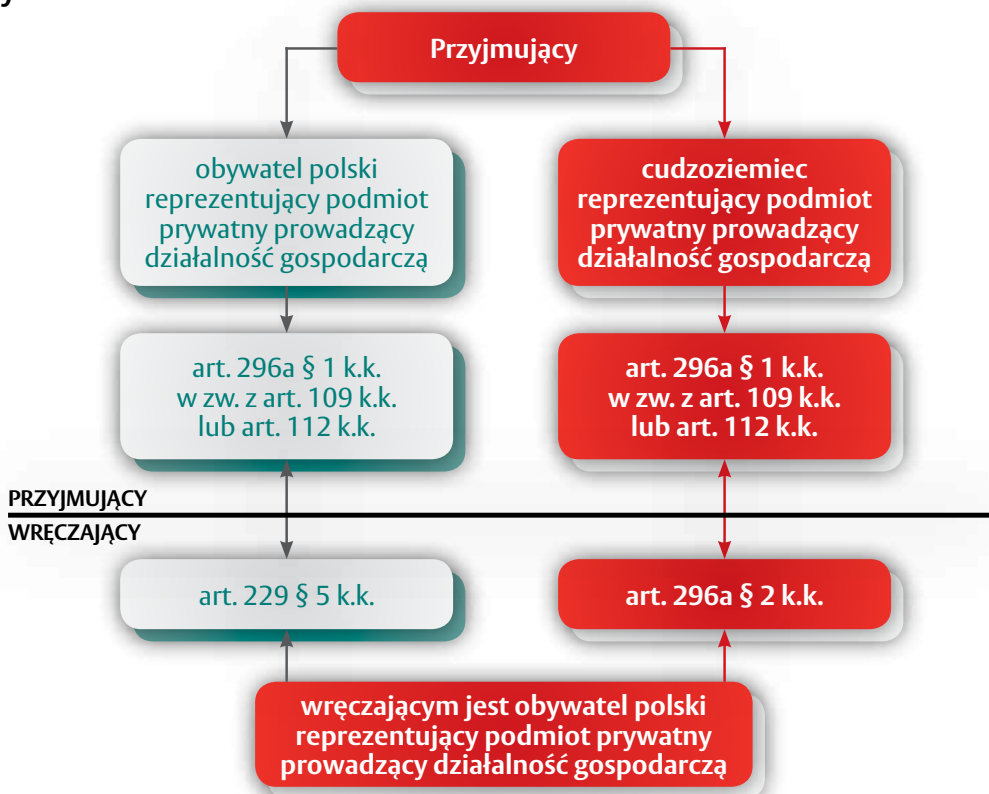 y
Przyjmujący
obywatel polski
reprezentujący podmiot
prywatny prowadzący
działalność gospodarczą
cudzoziemiec
reprezentujący podmiot
prywatny prowadzący
działalność gospodarczą
art. 296a § 1 k.k.
w zw. z art. 109 k.k.
lub art. 112 k.k.
art. 296a § 1 k.k.
w zw. z art. 109 k.k.
lub art. 112 k.k.
PRZYJMUJĄCY
WRĘCZAJĄCY
art. 229 § 5 k.k.
art. 296a § 2 k.k.
wręczającym jest obywatel polski
reprezentujący podmiot prywatny
prowadzący działalność gospodarczą